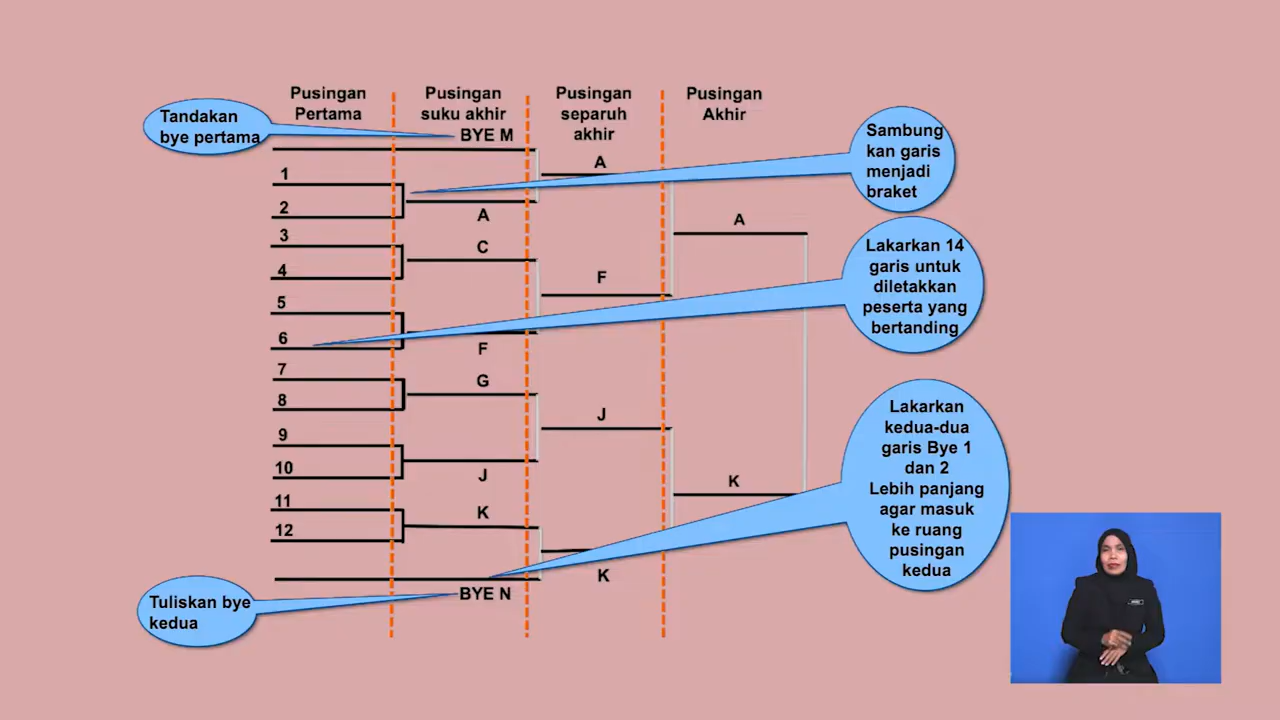 Pusingan
Pertama
Pusingan
suku akhir
Pusingan
separuh
akhir
Pusingan
Akhir
Tandakan
bye pertama
BYE M
1
2
3
4
5
6
7
8
9
10
11
12
A
C
F
G
J
K
BYE N
A
F
J
K
A
K
Sambung
kan garis
menjadi
braket
Lakarkan 14
garis untuk
diletakkan
peserta yang
bertanding
Lakarkan
kedua-dua
garis Bye 1
dan 2
Lebih panjang
agar masuk
ke ruang
pusingan
kedua
Tuliskan bye
kedua